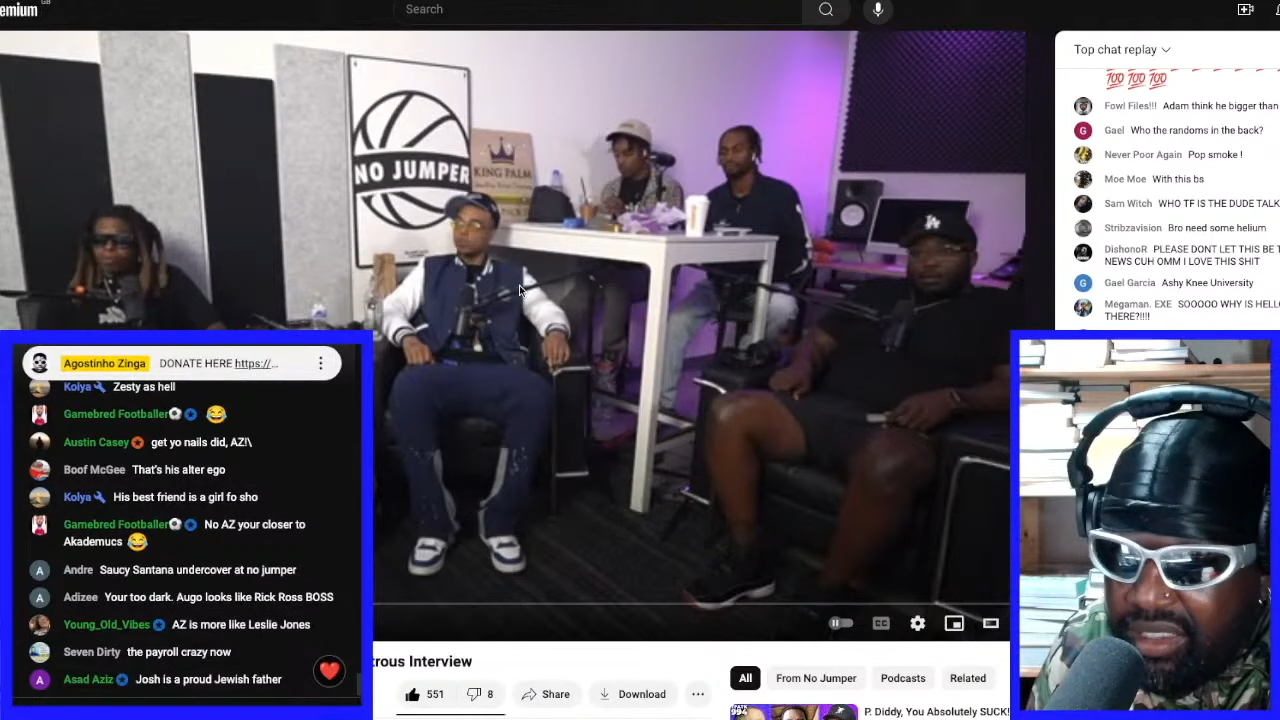 emium
GB
Search
NO JUMPER
KING PALM
LA
Top chat replay
💯 💯 💯
Fowl Files!!! Adam think he bigger than
G Gael Who the randoms in the back?
Never Poor Again Pop smoke !
Moe Moe With this bs
Sam Witch WHO TF IS THE DUDE TALK
Stribzavision Bro need some helium
DishonoR PLEASE DONT LET THIS BE T
NEWS CUH OMM I LOVE THIS SHIT
G Gael Garcia Ashy Knee University
Megaman. EXE SOOOOO WHY IS HELL
THERE?!!!!
Agostinho Zinga DONATE HERE https://...
Kolya Zesty as hell
Gamebred Footballer⚽ 😂
Austin Casey get yo nails did, AZ!\
Boof McGee That's his alter ego
Kolya His best friend is a girl fo sho
Gamebred Footballer⚽ No AZ your closer to
Akademucs 😂
A Andre Saucy Santana undercover at no jumper
A Adizee Your too dark. Augo looks like Rick Ross BOSS
Young_Old_Vibes AZ is more like Leslie Jones
Seven Dirty the payroll crazy now
A Asad Aziz Josh is a proud Jewish father
CC
trous Interview
551
8
Share
Download
All
From No Jumper
Podcasts
Related
994
P. Diddy, You Absolutely SUCK!